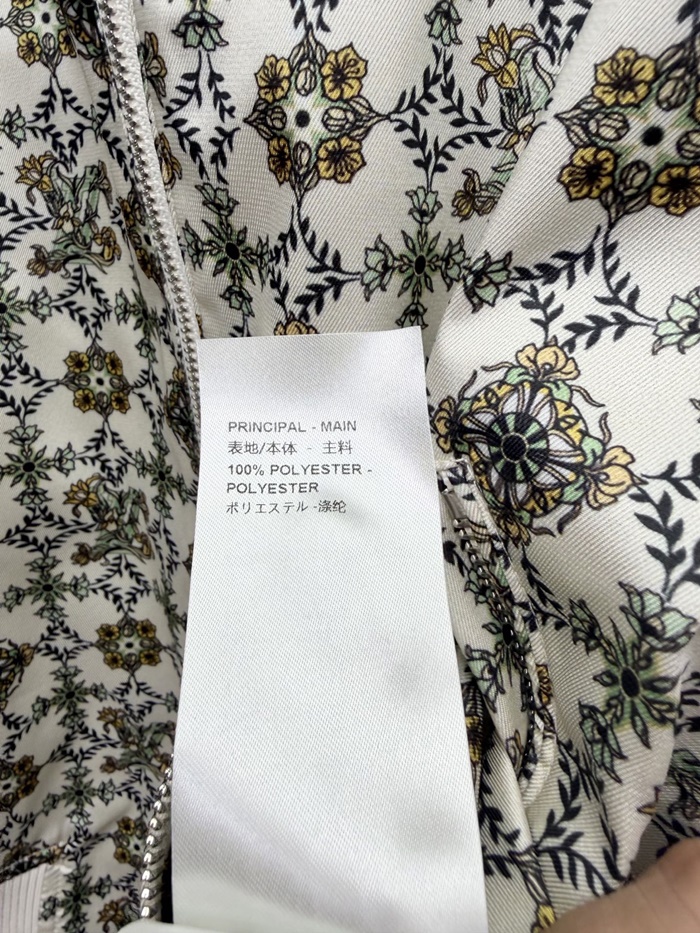 PRINCIPAL - MAIN
表地/本体 - 主料
100% POLYESTER -
POLYESTER
ポリエステル -涤纶